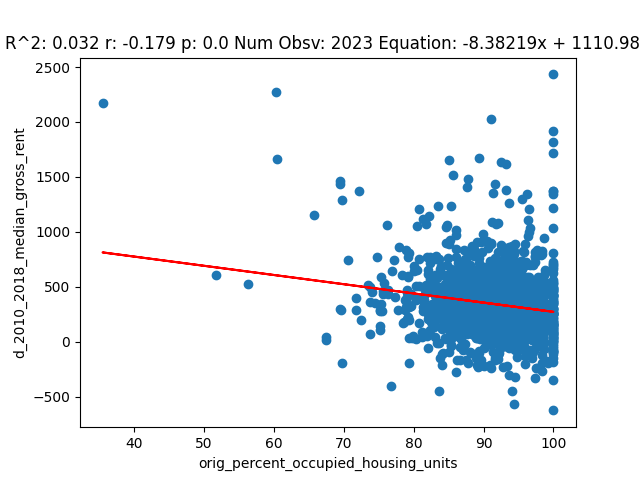 R^2: 0.032 r: -0.179 p: 0.0 Num Obsv: 2023 Equation: -8.38219x + 1110.98
2500
2000
1500
1000
500
0
−500
d_2010_2018_median_gross_rent
40 50 60 70 80 90 100
orig_percent_occupied_housing_units